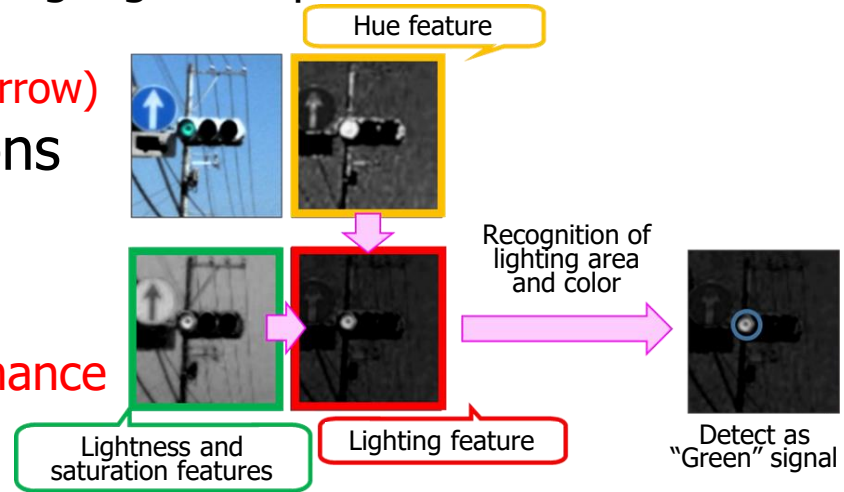 Hue feature
rrow)
ns
Recognition of
lighting area
and color
nance
Lightness and
saturation features
Lighting feature
Detect as
“Green” signal